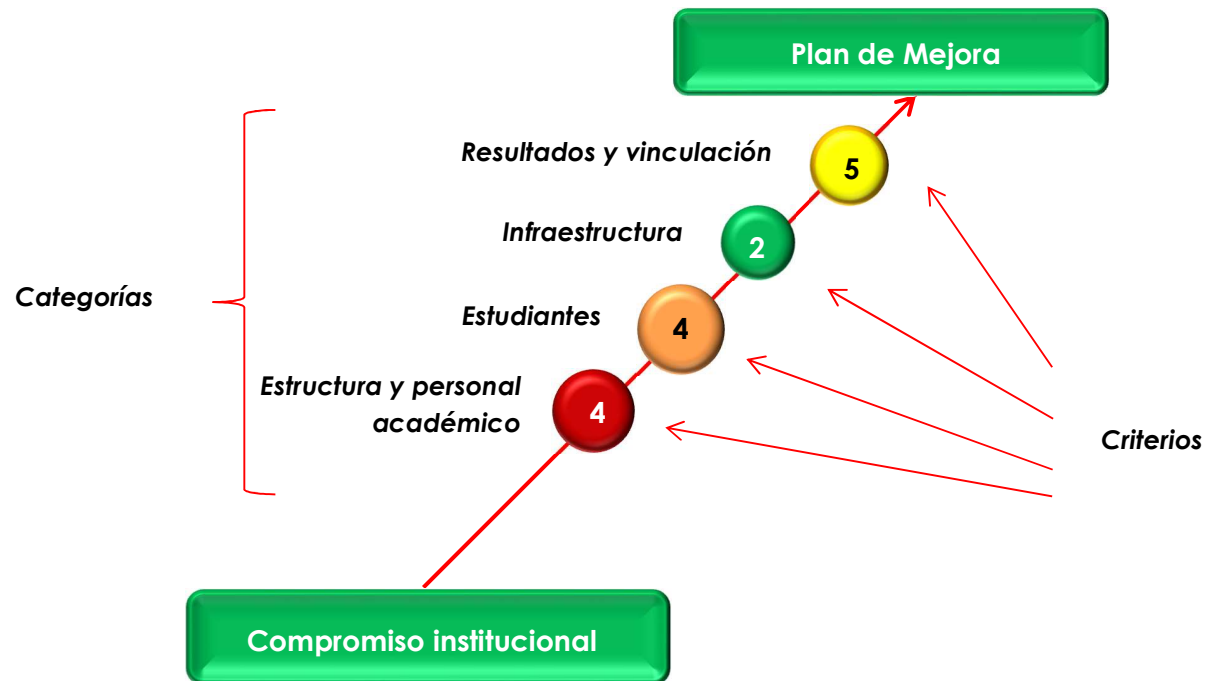 Plan de Mejora
Resultados y vinculación
5
Infraestructura
2
Categorías
Estudiantes
4
Estructura y personal
académico
4
Criterios
Compromiso institucional